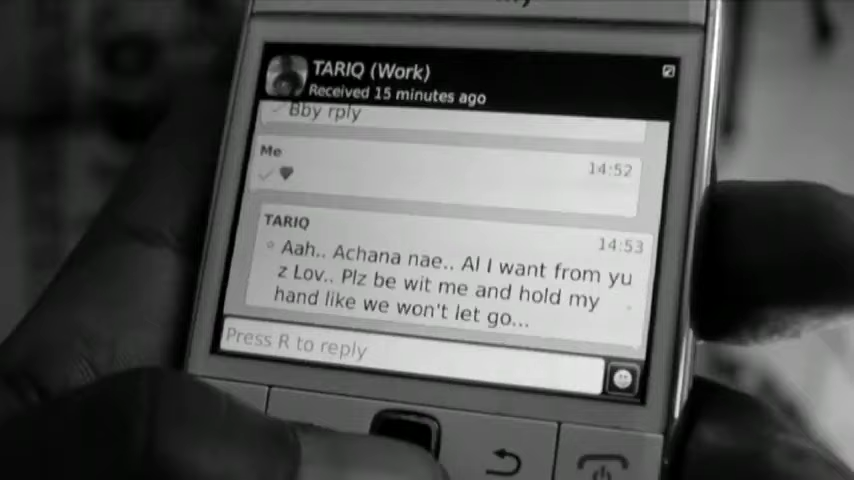 TARIQ (Work)
Received 15 minutes ago
Bby rply
Me
14:52
TARIQ
14:53
Aah.. Achana nae.. Al I want from yu
z Lov.. Plz be wit me and hold my
hand like we won't let go...
Press R to reply